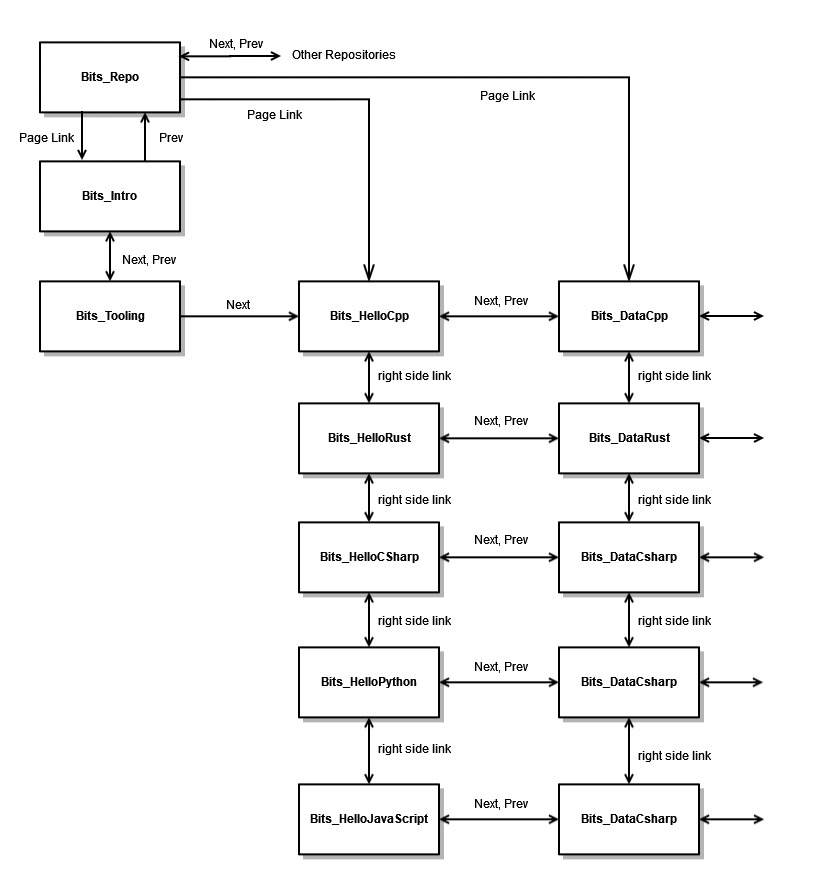 Next, Prev
Other Repositories
Bits_Repo
Page Link
Page Link
Page Link
Prev
Bits_Intro
Next, Prev
Bits_Tooling
Next
Bits_HelloCpp
Next, Prev
Bits_DataCpp
right side link
right side link
Bits_HelloRust
Next, Prev
Bits_DataRust
right side link
right side link
Bits_HelloCSharp
Next, Prev
Bits_DataCsharp
right side link
right side link
Bits_HelloPython
Next, Prev
Bits_DataCsharp
right side link
right side link
Bits_HelloJavaScript
Next, Prev
Bits_DataCsharp